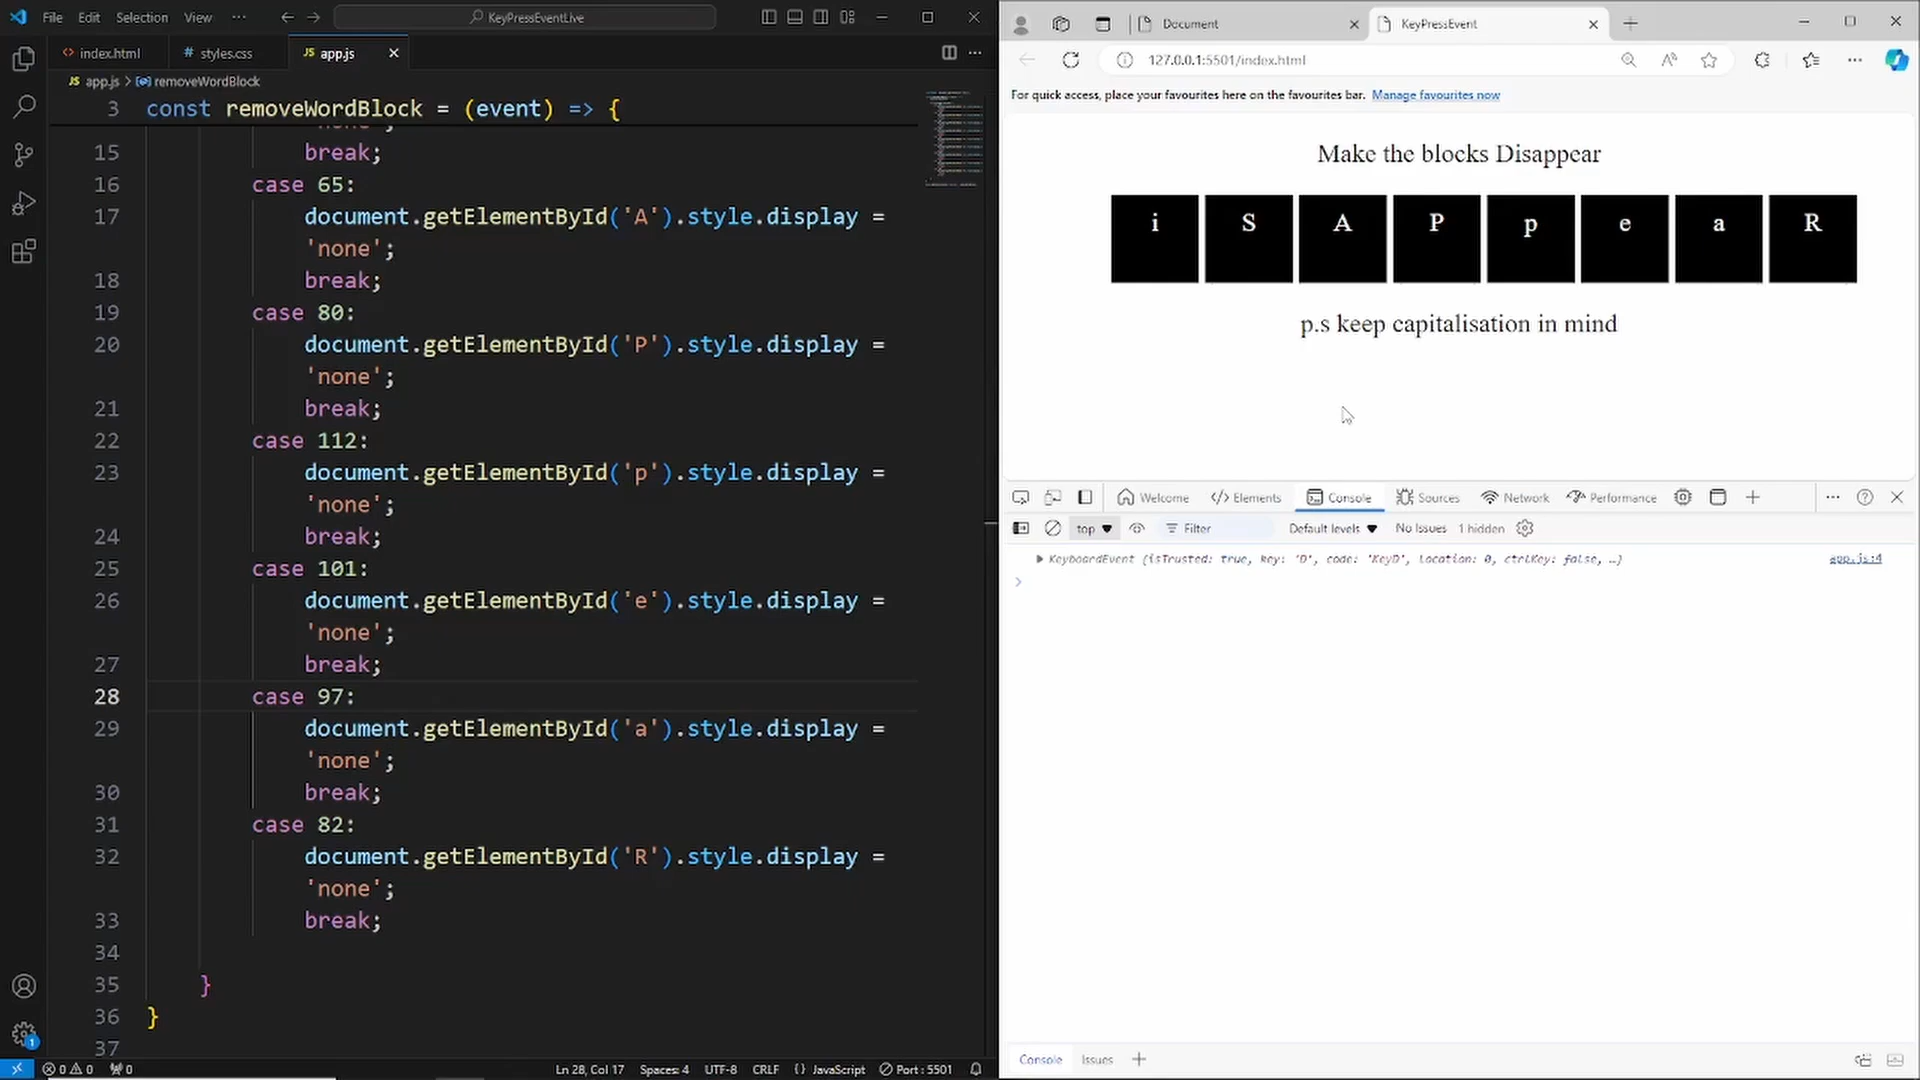 File Edit Selection View ··· KeyPressEventLive
index.html styles.css app.js
app.js > removeWordBlock
3 const removeWordBlock = (event) => {
15 break;
16 case 65:
17 document.getElementById('A').style.display =
'none';
18 break;
19 case 80:
20 document.getElementById('P').style.display =
'none';
21 break;
22 case 112:
23 document.getElementById('p').style.display =
'none';
24 break;
25 case 101:
26 document.getElementById('e').style.display =
'none';
27 break;
28 case 97:
29 document.getElementById('a').style.display =
'none';
30 break;
31 case 82:
32 document.getElementById('R').style.display =
'none';
33 break;
34
35 }
36 }
37
0 0 0 Ln 28, Col 17 Spaces: 4 UTF-8 CRLF {} JavaScript Port : 5501
Document KeyPressEvent
127.0.0.1:5501/index.html
For quick access, place your favourites here on the favourites bar. Manage favourites now
Make the blocks Disappear
i S A P p e a R
p.s keep capitalisation in mind
Welcome Elements Console Sources Network Performance
top Filter Default levels No Issues 1 hidden
KeyboardEvent {isTrusted: true, key: 'D', code: 'KeyD', location: 0, ctrlKey: false, …} app.js:4
Console Issues